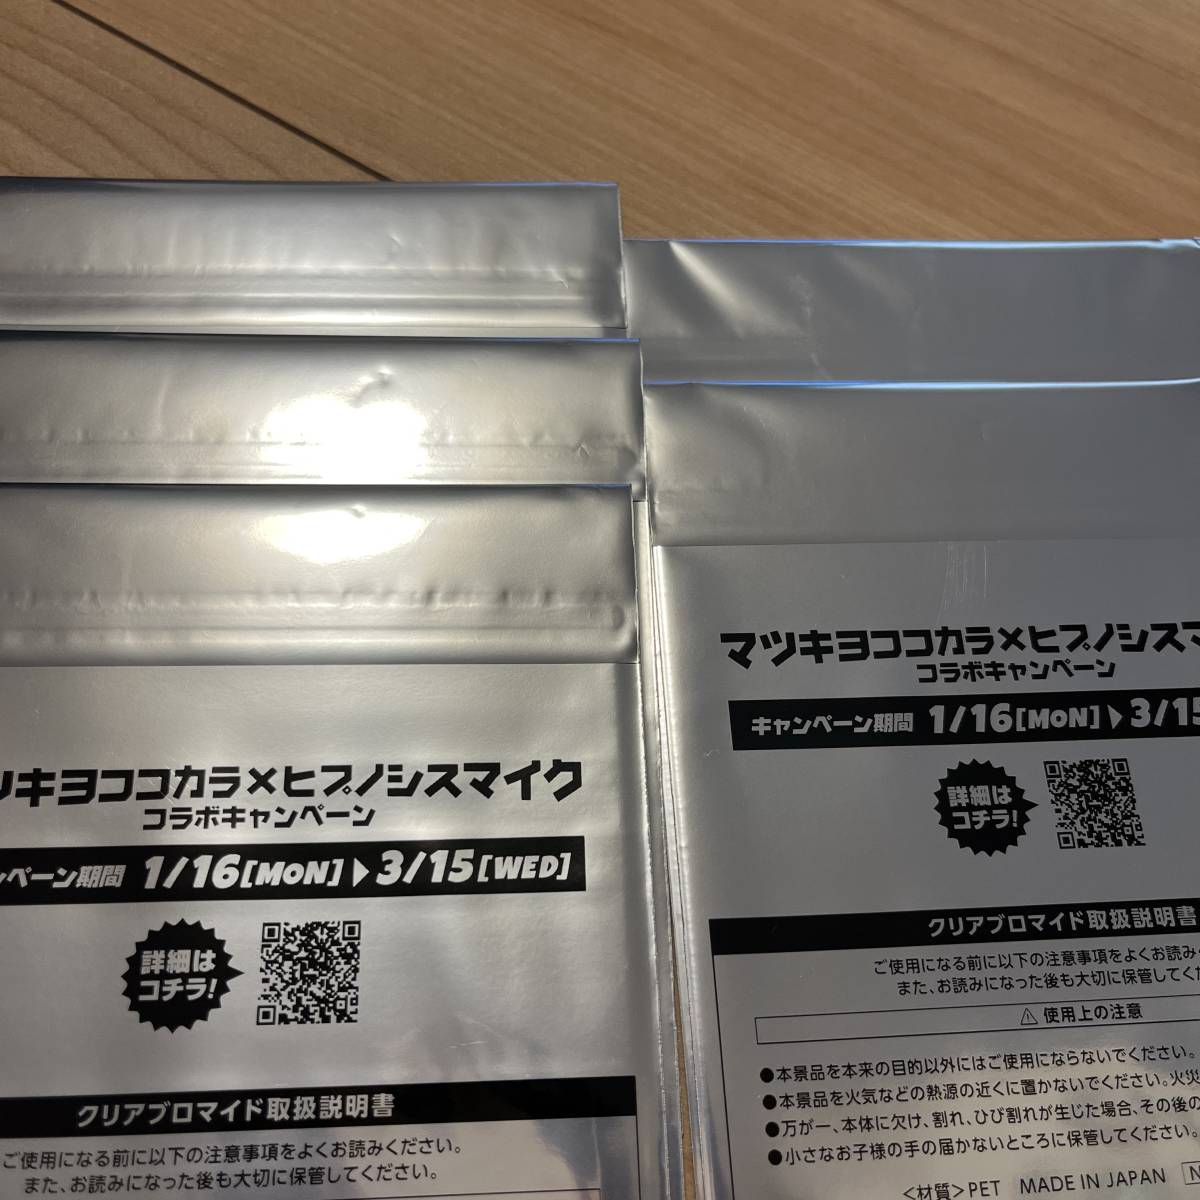 ツキヨココカラ×ヒプノシスマイク
コラボキャンペーン
ンペーン期間 1/16[MON]▶3/15[WED]
詳細は
コチラ!
クリアブロマイド取扱説明書
ご使用になる前に以下の注意事項をよくお読みください。
また、お読みになった後も大切に保管してください。
マツキヨココカラ×ヒプノシスマ
コラボキャンペーン
キャンペーン期間 1/16[MON]▶3/15
詳細は
コチラ!
クリアブロマイド取扱説明書
ご使用になる前に以下の注意事項をよくお読み
また、お読みになった後も大切に保管してくだ
⚠ 使用上の注意
●本景品を本来の目的以外にはご使用にならないでください。
●本景品を火気などの熱源の近くに置かないでください。火災
●万が一、本体に欠け、割れ、ひび割れが生じた場合、その後の
●小さなお子様の手の届かないところに保管してください。
<材質>PET MADE IN JAPAN N